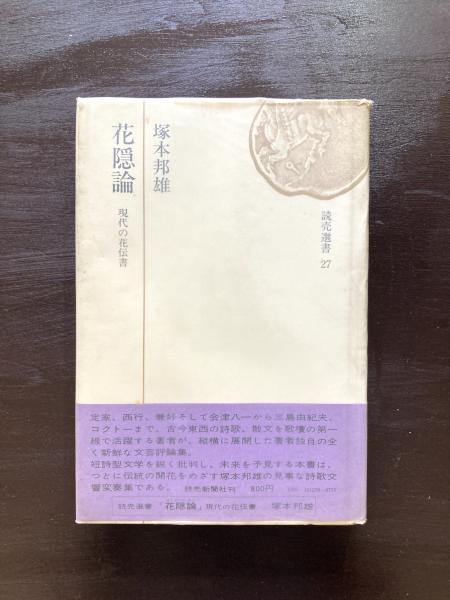 花隠論
現代の花伝書
塚本邦雄
読売選書 27
定家、西行、兼好そして会津八一から三島由紀夫、
コクトーまで、古今東西の詩歌、散文を歌壇の第一
線で活躍する著者が、縦横に展開した著者独自の全
く新鮮な文芸評論集。
短詩型文学を鋭く批判し、未来を予見する本書は、
つとに伝統の開花をめざす塚本邦雄の見事な詩歌交
響変奏集である。 読売新聞社刊 800円
読売選書 「花隠論」現代の花伝書 塚本邦雄